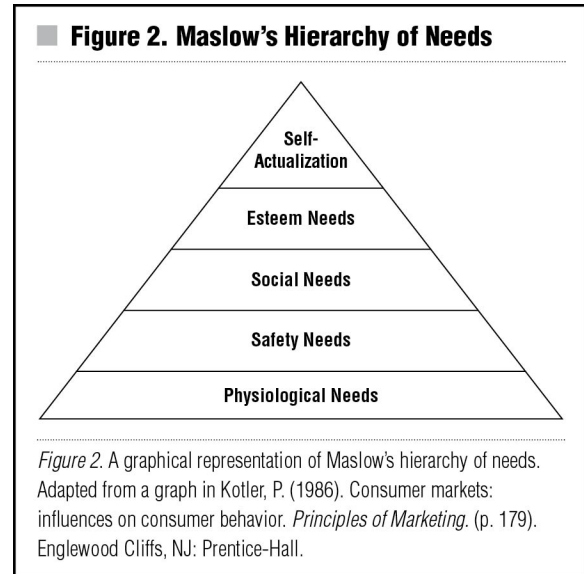 Figure 2. Maslow's Hierarchy of Needs
Self-
Actualization
Esteem Needs
Social Needs
Safety Needs
Physiological Needs
Figure 2. A graphical representation of Maslow's hierarchy of needs.
Adapted from a graph in Kotler, P. (1986). Consumer markets:
influences on consumer behavior. Principles of Marketing. (p. 179).
Englewood Cliffs, NJ: Prentice-Hall.